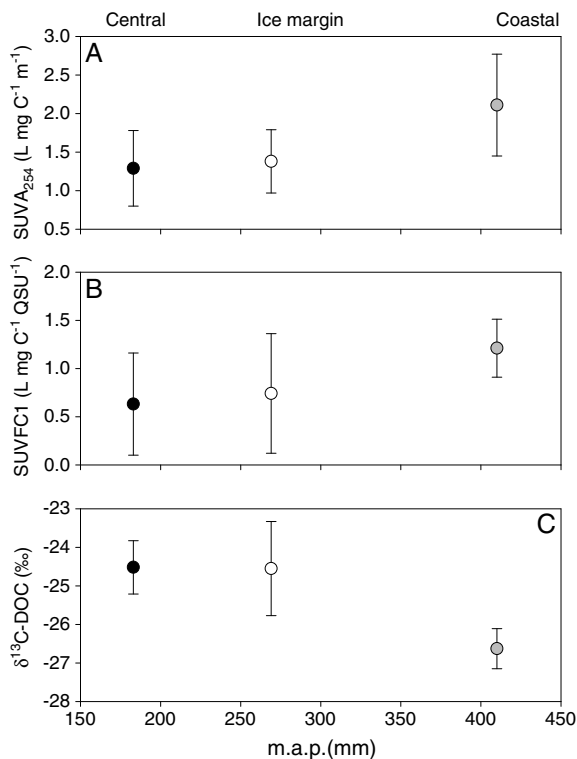 Central Ice margin Coastal
A
SUVA254 (L mg C-1 m-1)
3.0
2.5
2.0
1.5
1.0
0.5
B
SUVFC1 (L mg C-1 QSU-1)
2.0
1.5
1.0
0.5
0.0
C
δ13C-DOC (‰)
-23
-24
-25
-26
-27
-28
150 200 250 300 350 400 450
m.a.p.(mm)